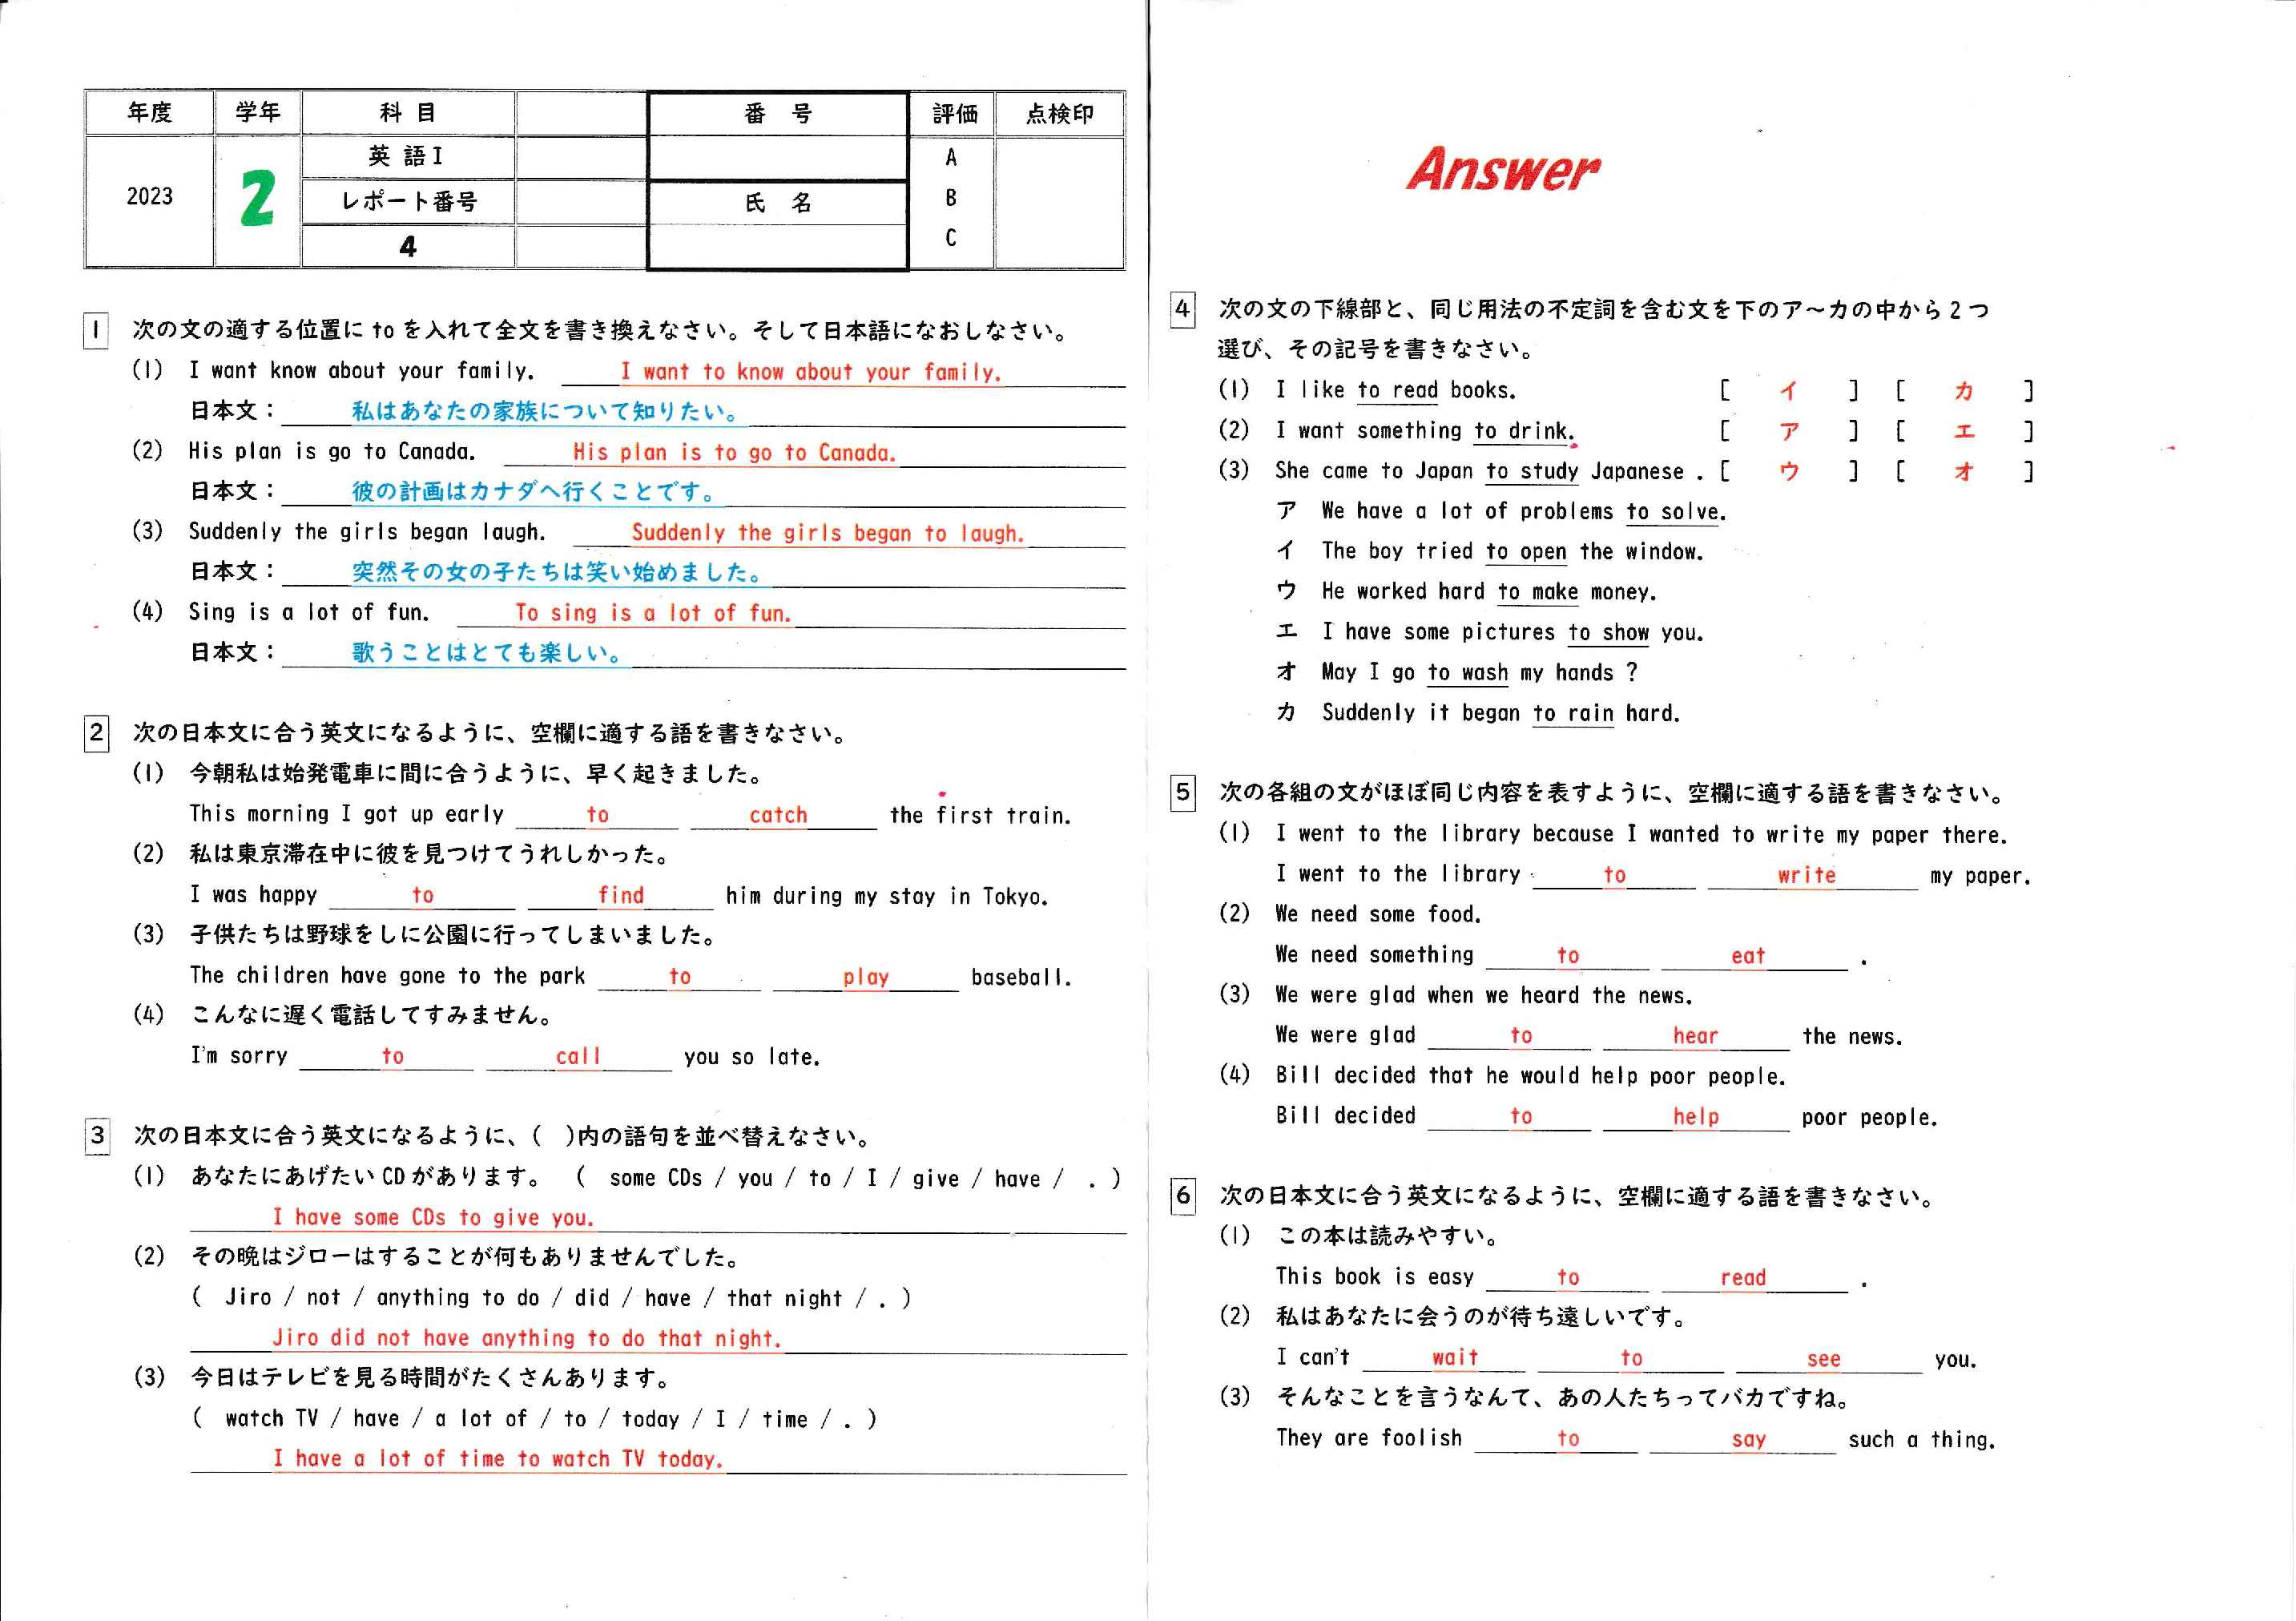 年度 学年 科 目 番 号 評価 点検印
2023 2 英 語 I A
レポート番号 氏 名 B
4 C
1 次の文の適する位置に to を入れて全文を書き換えなさい。そして日本語になおしなさい。
(1) I want know about your family. I want to know about your family.
日本文： 私はあなたの家族について知りたい。
(2) His plan is go to Canada. His plan is to go to Canada.
日本文： 彼の計画はカナダへ行くことです。
(3) Suddenly the girls began laugh. Suddenly the girls began to laugh.
日本文： 突然その女の子たちは笑い始めました。
(4) Sing is a lot of fun. To sing is a lot of fun.
日本文： 歌うことはとても楽しい。
2 次の日本文に合う英文になるように、空欄に適する語を書きなさい。
(1) 今朝私は始発電車に間に合うように、早く起きました。
This morning I got up early to catch the first train.
(2) 私は東京滞在中に彼を見つけてうれしかった。
I was happy to find him during my stay in Tokyo.
(3) 子供たちは野球をしに公園に行ってしまいました。
The children have gone to the park to play baseball.
(4) こんなに遅く電話してすみません。
I'm sorry to call you so late.
3 次の日本文に合う英文になるように、( )内の語句を並べ替えなさい。
(1) あなたにあげたい CD があります。 ( some CDs / you / to / I / give / have / . )
I have some CDs to give you.
(2) その晩はジローはすることが何もありませんでした。
( Jiro / not / anything to do / did / have / that night / . )
Jiro did not have anything to do that night.
(3) 今日はテレビを見る時間がたくさんあります。
( watch TV / have / a lot of / to / today / I / time / . )
I have a lot of time to watch TV today.
Answer
4 次の文の下線部と、同じ用法の不定詞を含む文を下のア～カの中から 2 つ
選び、その記号を書きなさい。
(1) I like to read books. [ イ ] [ カ ]
(2) I want something to drink. [ ア ] [ エ ]
(3) She came to Japan to study Japanese . [ ウ ] [ オ ]
ア We have a lot of problems to solve.
イ The boy tried to open the window.
ウ He worked hard to make money.
エ I have some pictures to show you.
オ May I go to wash my hands ?
カ Suddenly it began to rain hard.
5 次の各組の文がほぼ同じ内容を表すように、空欄に適する語を書きなさい。
(1) I went to the library because I wanted to write my paper there.
I went to the library to write my paper.
(2) We need some food.
We need something to eat .
(3) We were glad when we heard the news.
We were glad to hear the news.
(4) Bill decided that he would help poor people.
Bill decided to help poor people.
6 次の日本文に合う英文になるように、空欄に適する語を書きなさい。
(1) この本は読みやすい。
This book is easy to read .
(2) 私はあなたに会うのが待ち遠しいです。
I can't wait to see you.
(3) そんなことを言うなんて、あの人たちってバカですね。
They are foolish to say such a thing.